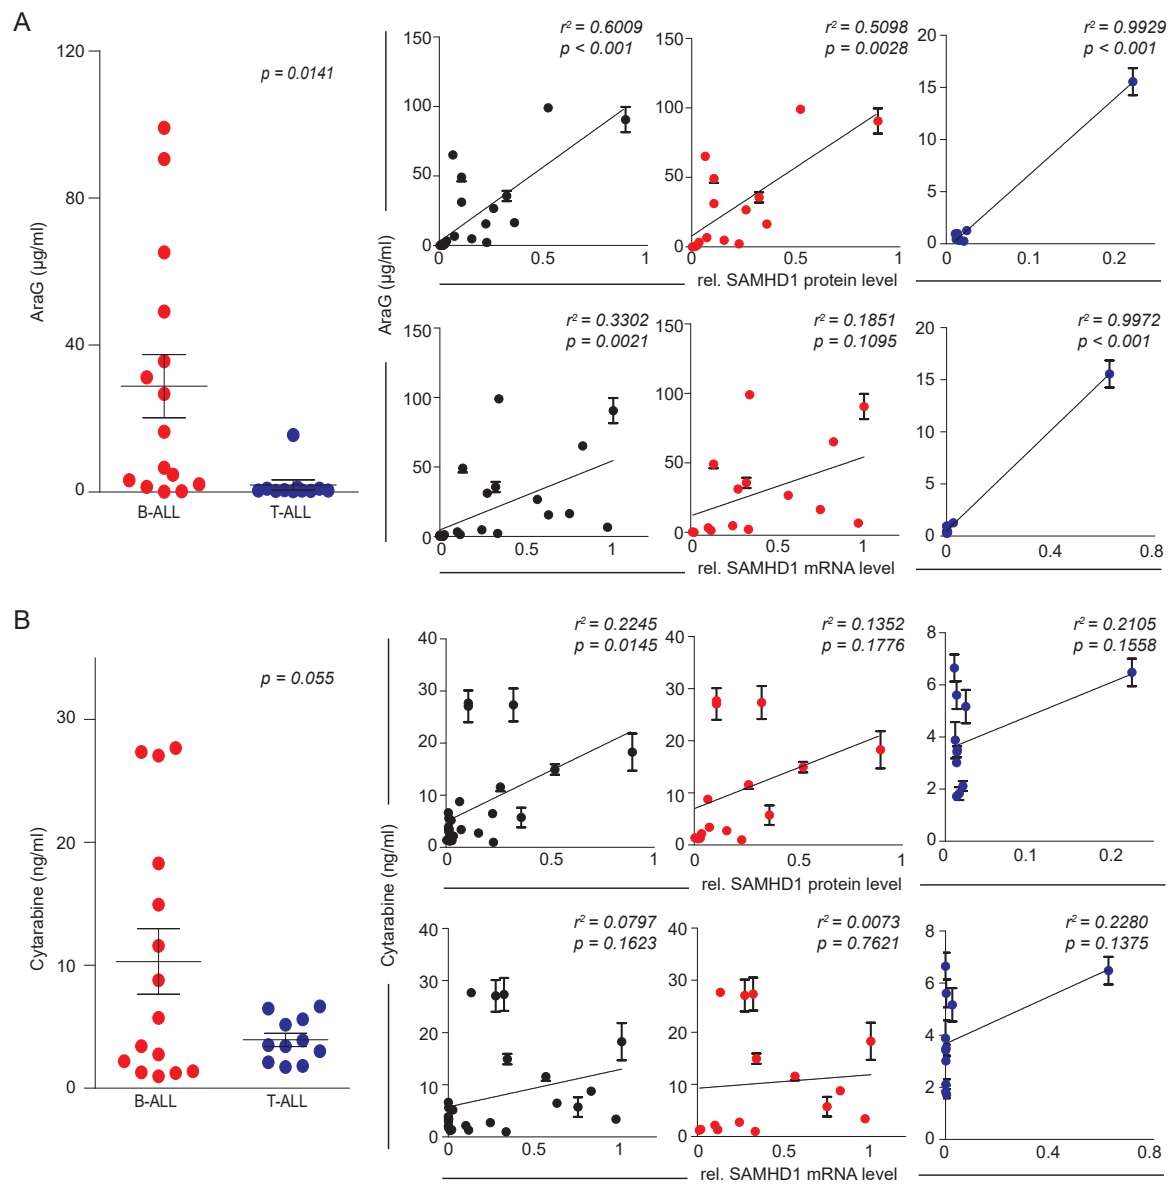 A
AraG (µg/ml)
120
80
40
0
p = 0.0141
B-ALL
T-ALL
AraG (µg/ml)
r² = 0.6009
p < 0.001
150
100
50
0
0
0.5
1
r² = 0.5098
p = 0.0028
150
100
50
0
0
0.5
1
r² = 0.9929
p < 0.001
20
15
10
5
0
0
0.1
0.2
rel. SAMHD1 protein level
r² = 0.3302
p = 0.0021
150
100
50
0
0
0.5
1
r² = 0.1851
p = 0.1095
150
100
50
0
0
0.5
1
r² = 0.9972
p < 0.001
20
15
10
5
0
0
0.4
0.8
rel. SAMHD1 mRNA level
B
Cytarabine (ng/ml)
30
20
10
0
p = 0.055
B-ALL
T-ALL
Cytarabine (ng/ml)
r² = 0.2245
p = 0.0145
40
30
20
10
0
0
0.5
1
r² = 0.1352
p = 0.1776
40
30
20
10
0
0
0.5
1
r² = 0.2105
p = 0.1558
8
6
4
2
0
0
0.1
0.2
rel. SAMHD1 protein level
r² = 0.0797
p = 0.1623
40
30
20
10
0
0
0.5
1
r² = 0.0073
p = 0.7621
40
30
20
10
0
0
0.5
1
r² = 0.2280
p = 0.1375
8
6
4
2
0
0
0.4
0.8
rel. SAMHD1 mRNA level